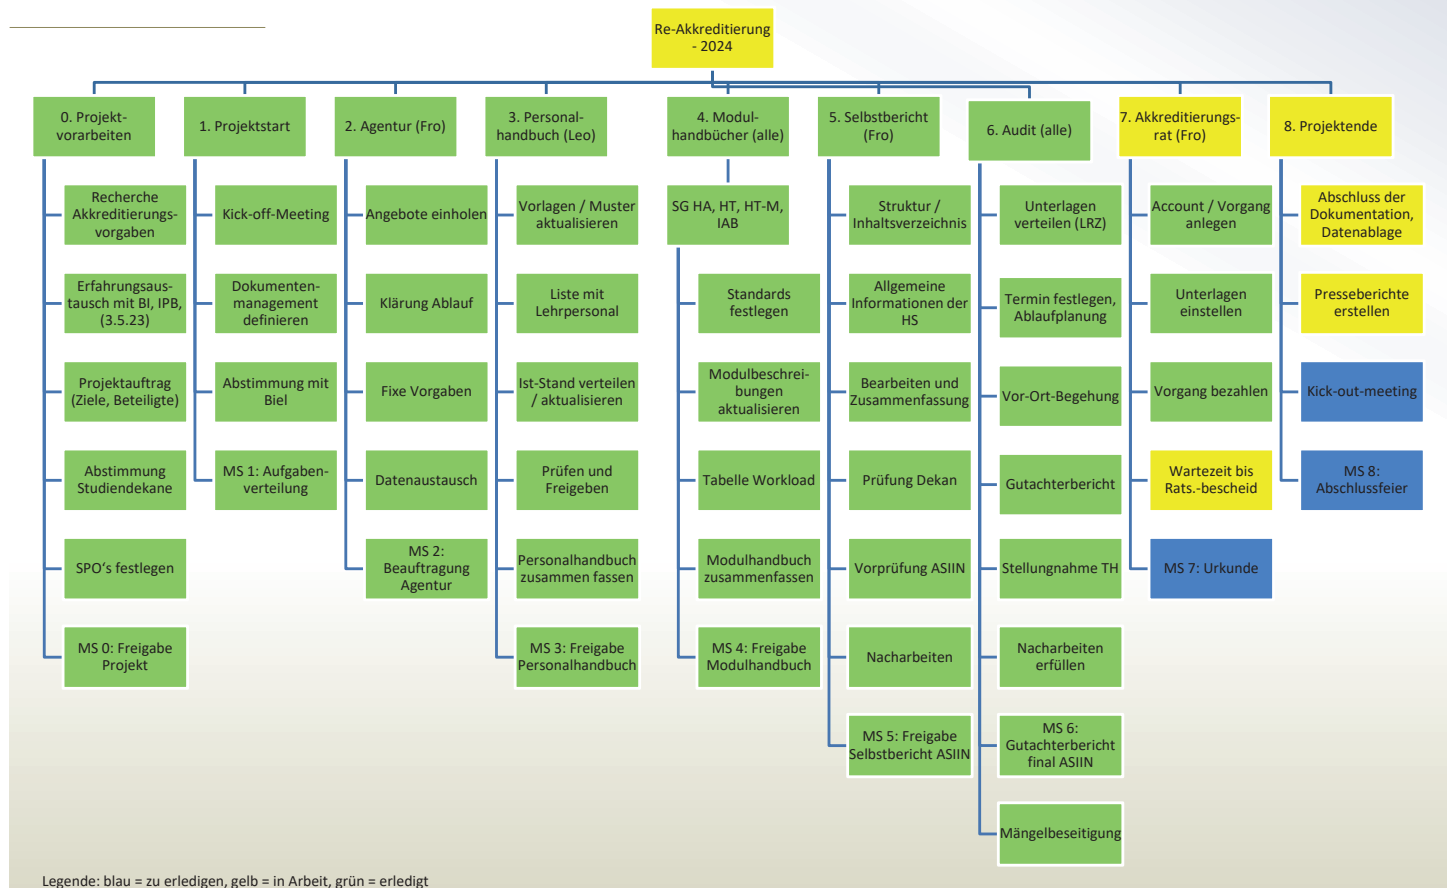 Re-Akkreditierung
- 2024
0. Projekt-
vorarbeiten
1. Projektstart
2. Agentur (Fro)
3. Personal-
handbuch (Leo)
4. Modul-
handbücher (alle)
5. Selbstbericht
(Fro)
6. Audit (alle)
7. Akkreditierungs-
rat (Fro)
8. Projektende
Recherche
Akkreditierungs-
vorgaben
Erfahrungsaus-
tausch mit BI, IPB,
(3.5.23)
Projektauftrag
(Ziele, Beteiligte)
Abstimmung
Studiendekane
SPO's festlegen
MS 0: Freigabe
Projekt
Kick-off-Meeting
Dokumenten-
management
definieren
Abstimmung mit
Biel
MS 1: Aufgaben-
verteilung
Angebote einholen
Klärung Ablauf
Fixe Vorgaben
Datenaustausch
MS 2:
Beauftragung
Agentur
Vorlagen / Muster
aktualisieren
Liste mit
Lehrpersonal
Ist-Stand verteilen
/ aktualisieren
Prüfen und
Freigeben
Personalhandbuch
zusammen fassen
MS 3: Freigabe
Personalhandbuch
SG HA, HT, HT-M,
IAB
Standards
festlegen
Modulbeschrei-
bungen
aktualisieren
Tabelle Workload
Modulhandbuch
zusammenfassen
MS 4: Freigabe
Modulhandbuch
Struktur /
Inhaltsverzeichnis
Allgemeine
Informationen der
HS
Bearbeiten und
Zusammenfassung
Prüfung Dekan
Vorprüfung ASIIN
Nacharbeiten
MS 5: Freigabe
Selbstbericht ASIIN
Unterlagen
verteilen (LRZ)
Termin festlegen,
Ablaufplanung
Vor-Ort-Begehung
Gutachterbericht
Stellungnahme TH
Nacharbeiten
erfüllen
MS 6:
Gutachterbericht
final ASIIN
Mängelbeseitigung
Account / Vorgang
anlegen
Unterlagen
einstellen
Vorgang bezahlen
Wartezeit bis
Rats.-bescheid
MS 7: Urkunde
Abschluss der
Dokumentation,
Datenablage
Presseberichte
erstellen
Kick-out-meeting
MS 8:
Abschlussfeier
Legende: blau = zu erledigen, gelb = in Arbeit, grün = erledigt